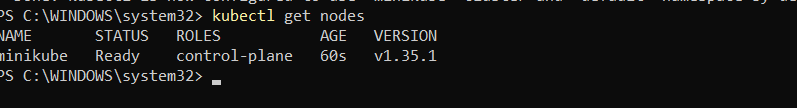 PS C:\WINDOWS\system32> kubectl get nodes
NAME       STATUS   ROLES           AGE   VERSION
minikube   Ready    control-plane   60s   v1.35.1
PS C:\WINDOWS\system32>